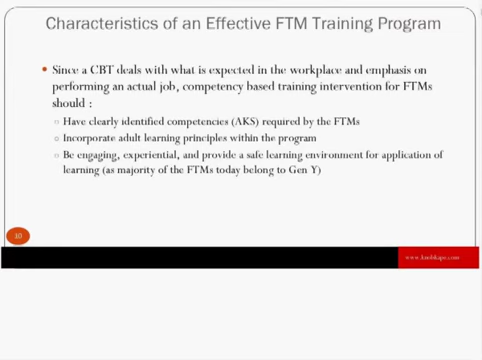 Characteristics of an Effective FTM Training Program
Since a CBT deals with what is expected in the workplace and emphasis on
performing an actual job, competency based training intervention for FTMs
should :
Have clearly identified competencies (AKS) required by the FTMs
Incorporate adult learning principles within the program
Be engaging, experiential, and provide a safe learning environment for application of
learning (as majority of the FTMs today belong to Gen Y)
10